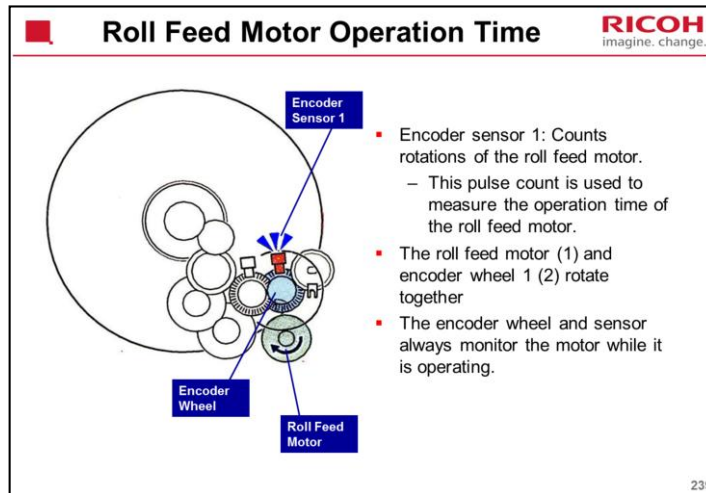 Roll Feed Motor Operation Time
RICOH
imagine. change.
Encoder
Sensor 1
Encoder
Wheel
Roll Feed
Motor
▪ Encoder sensor 1: Counts
rotations of the roll feed motor.
– This pulse count is used to
measure the operation time of
the roll feed motor.
▪ The roll feed motor (1) and
encoder wheel 1 (2) rotate
together
▪ The encoder wheel and sensor
always monitor the motor while it
is operating.